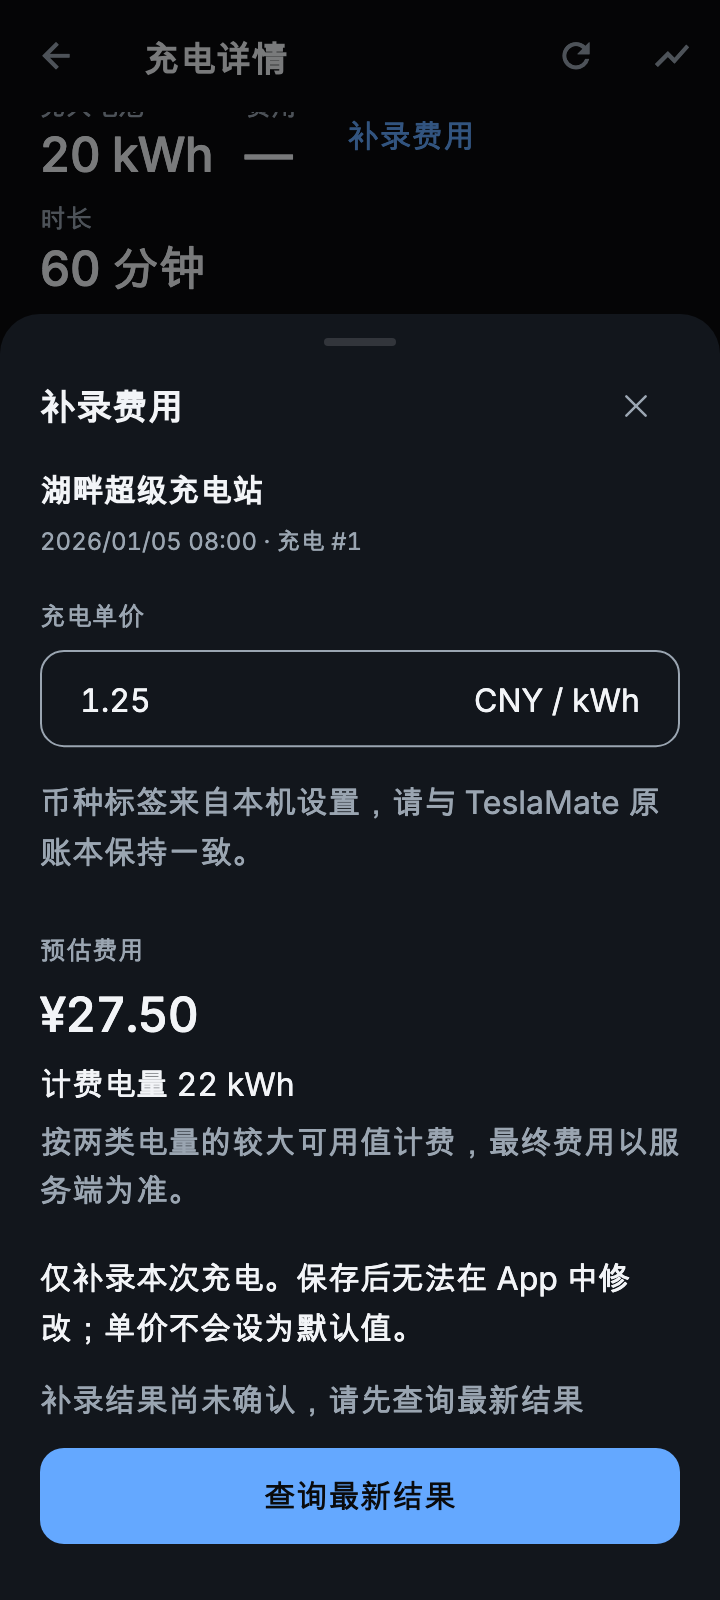 充电详情
20 kWh
—
补录费用
时长
60 分钟
补录费用
湖畔超级充电站
2026/01/05 08:00 · 充电 #1
充电单价
1.25
CNY / kWh
币种标签来自本机设置，请与 TeslaMate 原
账本保持一致。
预估费用
¥27.50
计费电量 22 kWh
按两类电量的较大可用值计费，最终费用以服
务端为准。
仅补录本次充电。保存后无法在 App 中修
改；单价不会设为默认值。
补录结果尚未确认，请先查询最新结果
查询最新结果